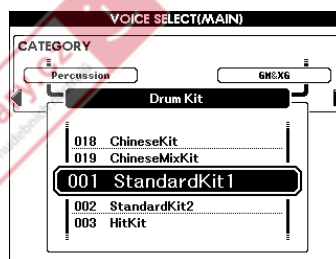 VOICE SELECT(MAIN)
CATEGORY
Percussion
GM&XG
Drum Kit
018 ChineseKit
019 ChineseMixKit
001 StandardKit1
002 StandardKit2
003 HitKit